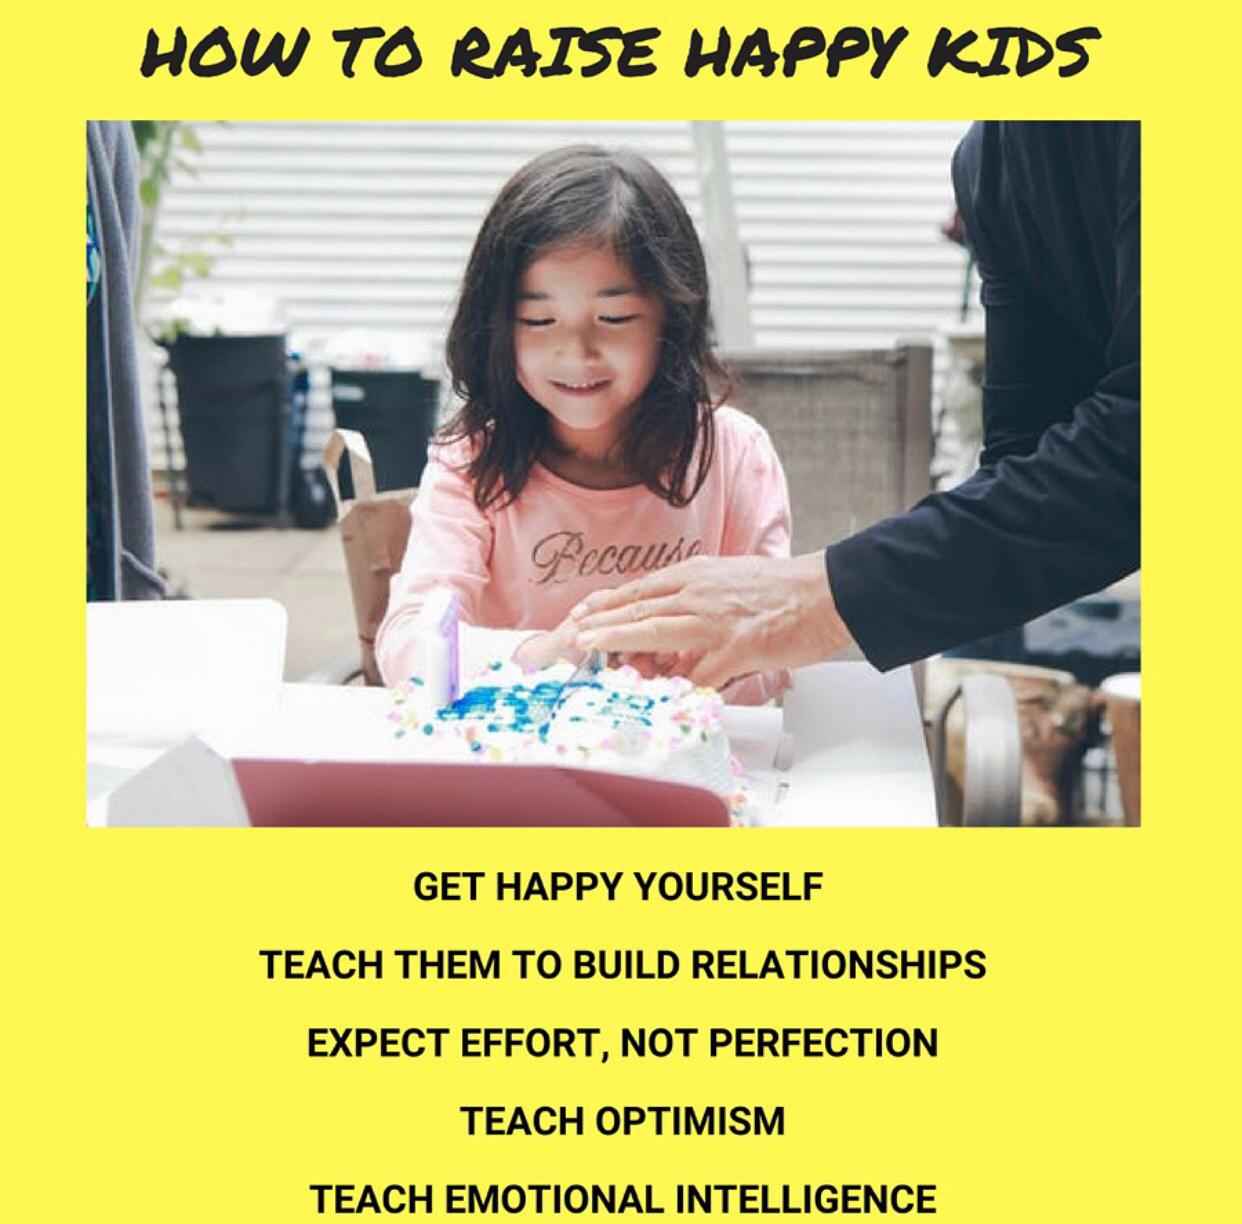 HOW TO RAISE HAPPY KIDS
Because
GET HAPPY YOURSELF
TEACH THEM TO BUILD RELATIONSHIPS
EXPECT EFFORT, NOT PERFECTION
TEACH OPTIMISM
TEACH EMOTIONAL INTELLIGENCE